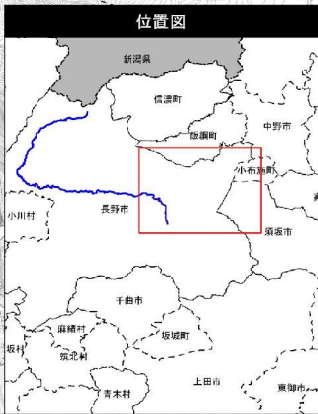 位置図
新潟県
信濃町
飯綱町
中野市
小布施町
小川村
長野市
須坂市
千曲市
麻績村
坂城町
坂村
筑北村
上田市
青木村
東御市